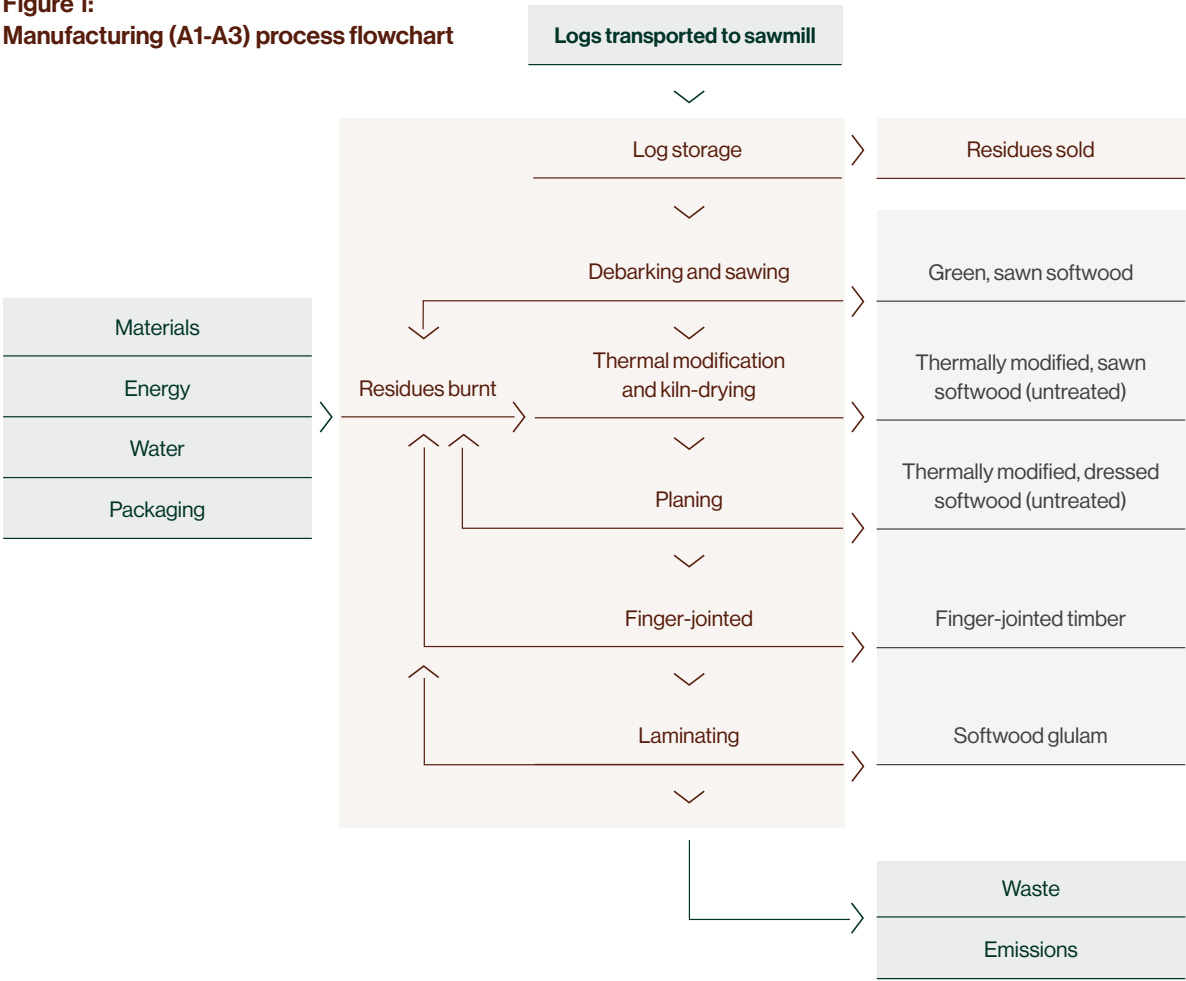 Figure 1:
Manufacturing (A1-A3) process flowchart
Logs transported to sawmill
Log storage
Residues sold
Debarking and sawing
Green, sawn softwood
Materials
Energy
Water
Packaging
Residues burnt
Thermal modification
and kiln-drying
Thermally modified, sawn
softwood (untreated)
Planing
Thermally modified, dressed
softwood (untreated)
Finger-jointed
Finger-jointed timber
Laminating
Softwood glulam
Waste
Emissions